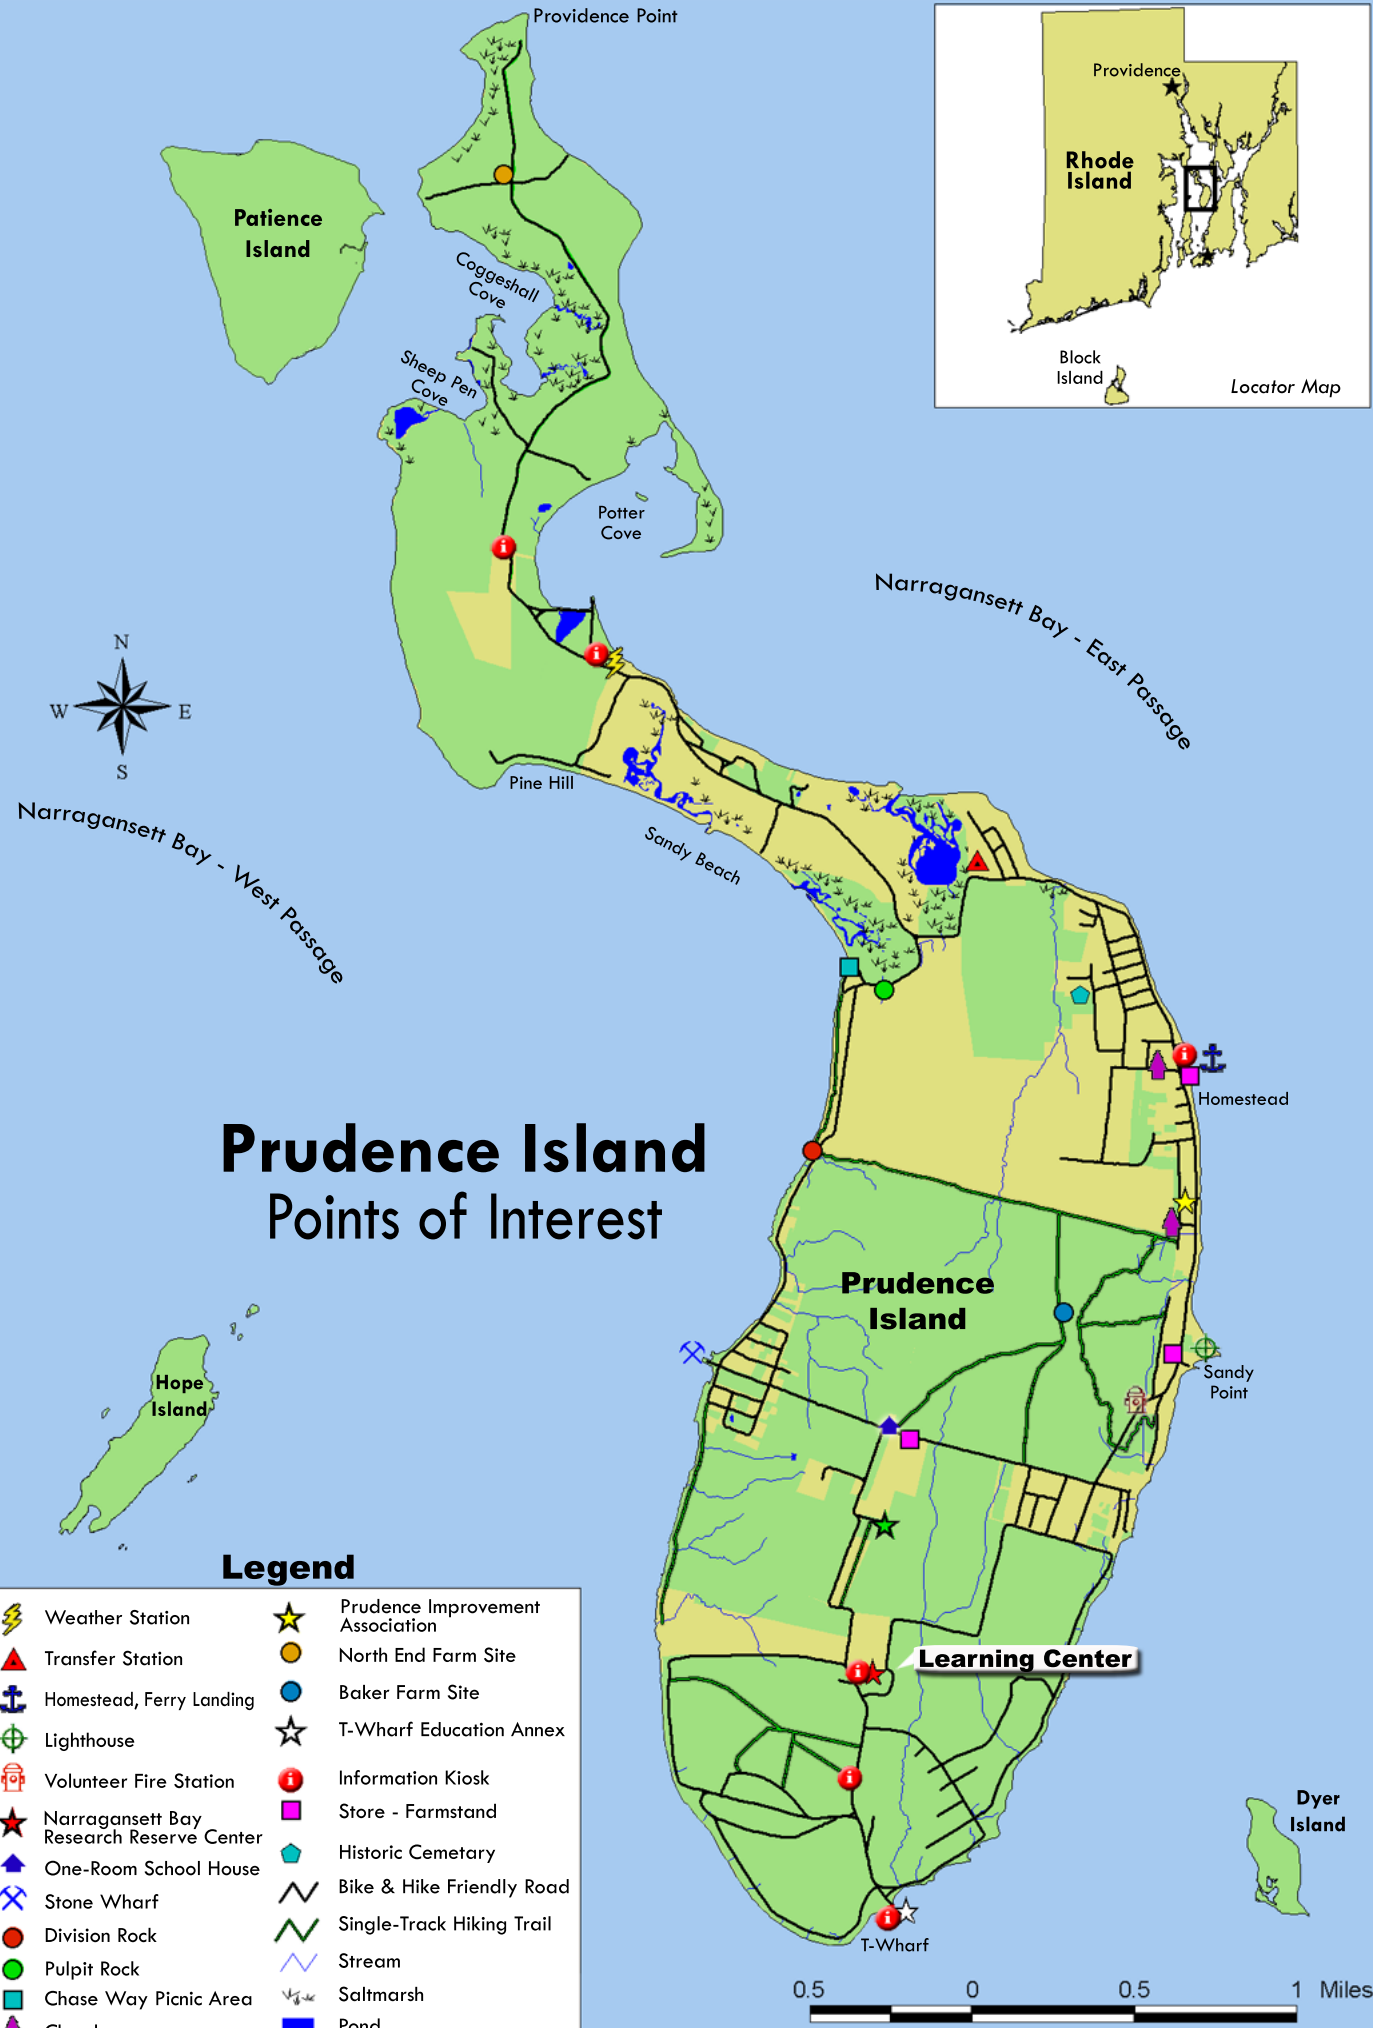 Providence Point
Providence
Rhode
Island
Block
Island
Locator Map
Patience
Island
Coggeshall
Cove
Sheep Pen
Cove
Potter
Cove
Narragansett Bay - East Passage
N
W
E
S
Pine Hill
Narragansett Bay - West Passage
Sandy Beach
Homestead
Prudence Island
Points of Interest
Prudence
Island
Hope
Island
Sandy
Point
Learning Center
Dyer
Island
T-Wharf
0.5
0
0.5
1
Miles
Legend
Weather Station
Transfer Station
Homestead, Ferry Landing
Lighthouse
Volunteer Fire Station
Narragansett Bay
Research Reserve Center
One-Room School House
Stone Wharf
Division Rock
Pulpit Rock
Chase Way Picnic Area
Prudence Improvement
Association
North End Farm Site
Baker Farm Site
T-Wharf Education Annex
Information Kiosk
Store - Farmstand
Historic Cemetary
Bike & Hike Friendly Road
Single-Track Hiking Trail
Stream
Saltmarsh
Pond